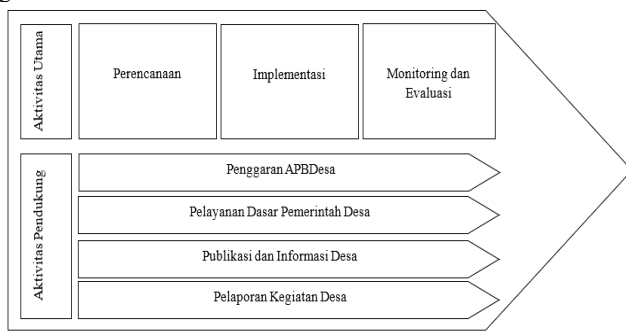 Aktivitas Utama
Perencanaan
Implementasi
Monitoring dan
Evaluasi
Aktivitas Pendukung
Penggaran APBDesa
Pelayanan Dasar Pemerintah Desa
Publikasi dan Informasi Desa
Pelaporan Kegiatan Desa